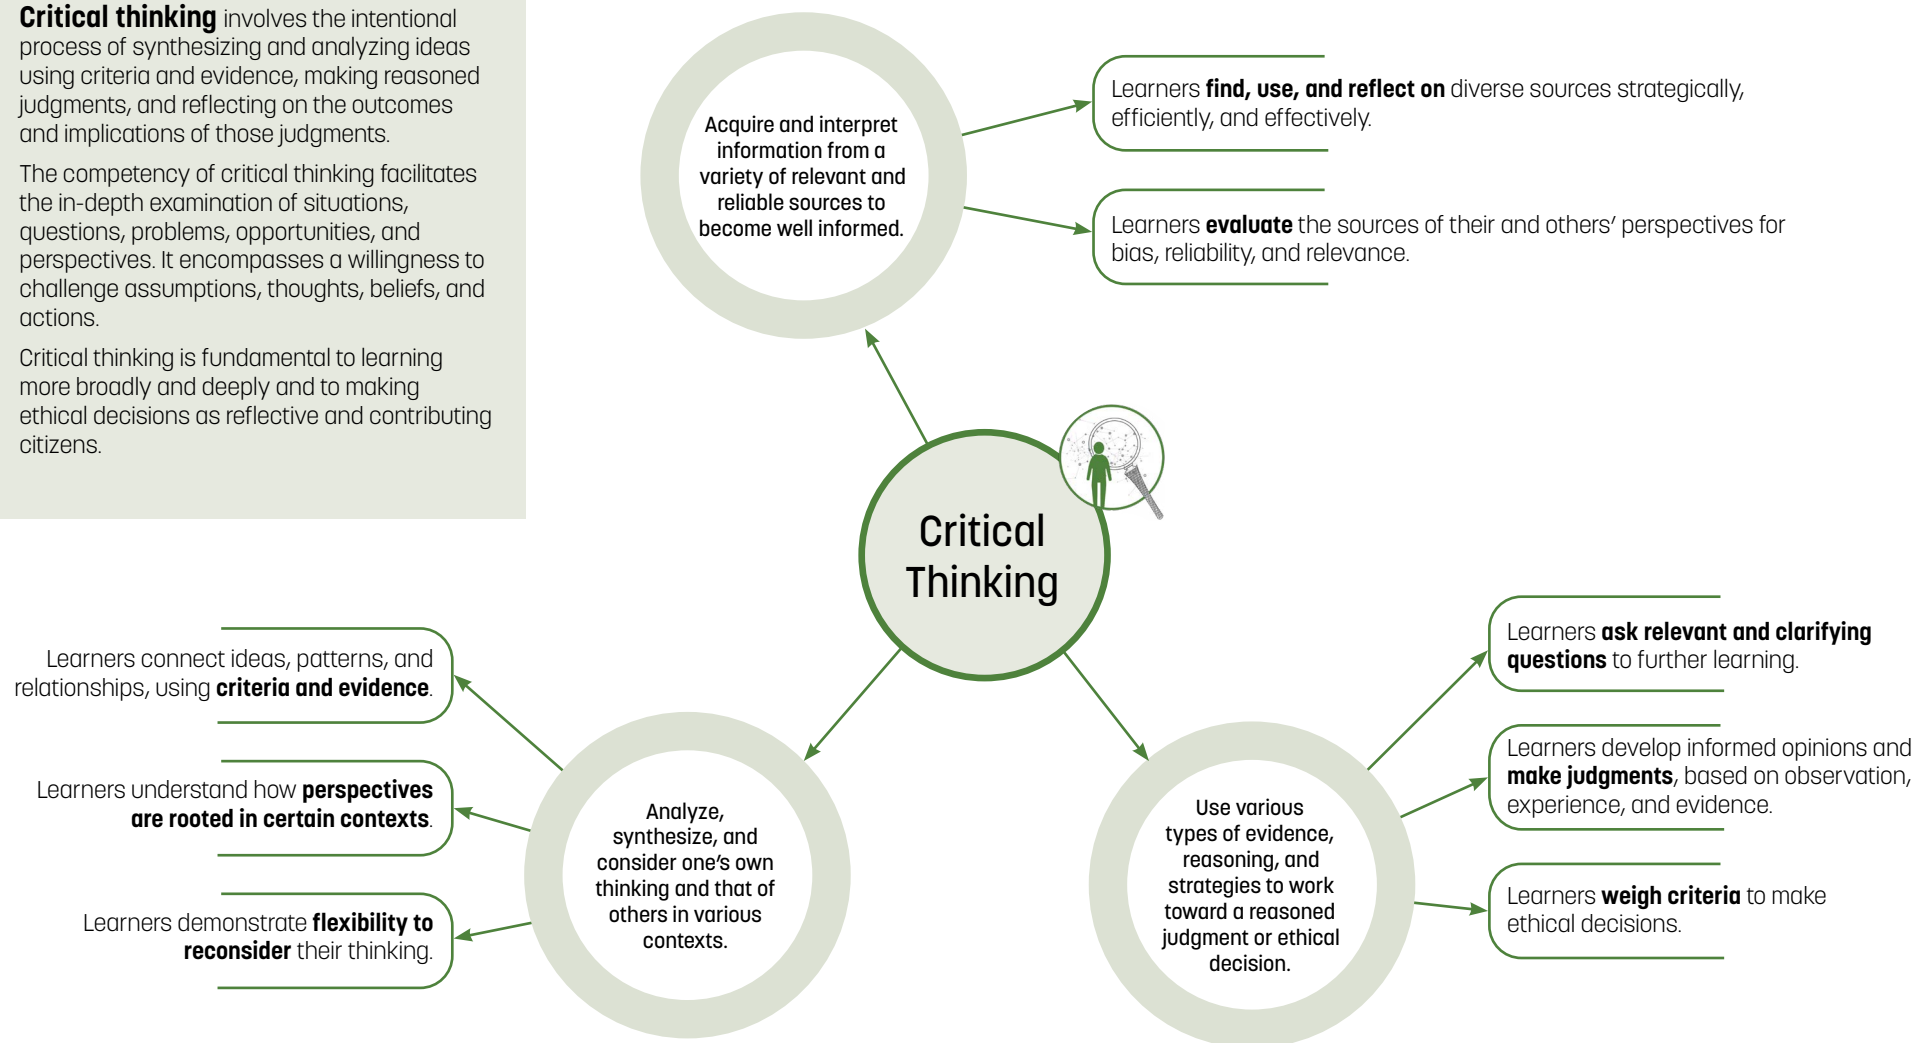 Critical thinking involves the intentional
process of synthesizing and analyzing ideas
using criteria and evidence, making reasoned
judgments, and reflecting on the outcomes
and implications of those judgments.
The competency of critical thinking facilitates
the in-depth examination of situations,
questions, problems, opportunities, and
perspectives. It encompasses a willingness to
challenge assumptions, thoughts, beliefs, and
actions.
Critical thinking is fundamental to learning
more broadly and deeply and to making
ethical decisions as reflective and contributing
citizens.
Acquire and interpret
information from a
variety of relevant and
reliable sources to
become well informed.
Learners find, use, and reflect on diverse sources strategically,
efficiently, and effectively.
Learners evaluate the sources of their and others’ perspectives for
bias, reliability, and relevance.
Critical
Thinking
Learners connect ideas, patterns, and
relationships, using criteria and evidence.
Learners understand how perspectives
are rooted in certain contexts.
Learners demonstrate flexibility to
reconsider their thinking.
Analyze,
synthesize, and
consider one’s own
thinking and that of
others in various
contexts.
Use various
types of evidence,
reasoning, and
strategies to work
toward a reasoned
judgment or ethical
decision.
Learners ask relevant and clarifying
questions to further learning.
Learners develop informed opinions and
make judgments, based on observation,
experience, and evidence.
Learners weigh criteria to make
ethical decisions.